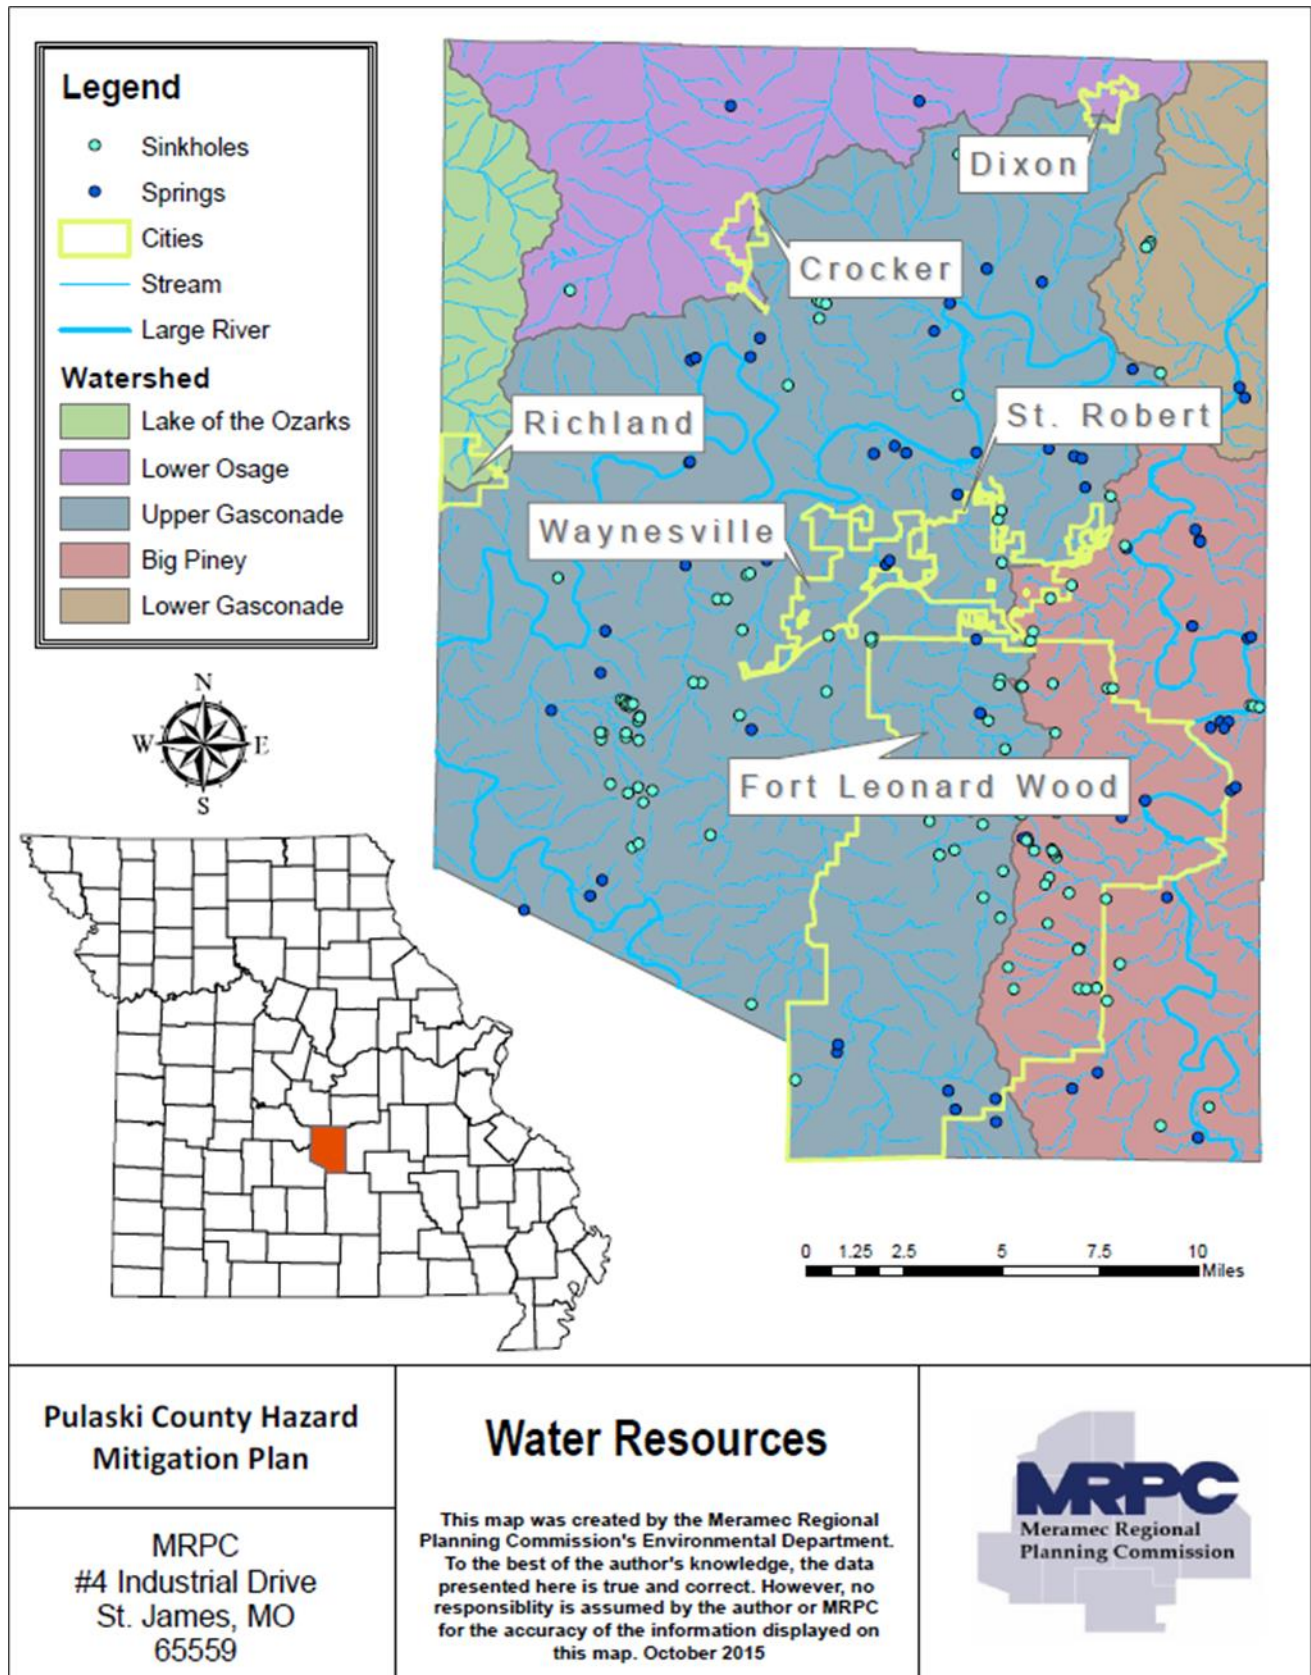 Legend
Sinkholes
Springs
Cities
Stream
Large River
Watershed
Lake of the Ozarks
Lower Osage
Upper Gasconade
Big Piney
Lower Gasconade
Dixon
Crocker
Richland
St. Robert
Waynesville
Fort Leonard Wood
N
W E
S
0 1.25 2.5 5 7.5 10
Miles
Pulaski County Hazard
Mitigation Plan
MRPC
#4 Industrial Drive
St. James, MO
65559
Water Resources
This map was created by the Meramec Regional
Planning Commission's Environmental Department.
To the best of the author's knowledge, the data
presented here is true and correct. However, no
responsiblity is assumed by the author or MRPC
for the accuracy of the information displayed on
this map. October 2015
MRPC
Meramec Regional
Planning Commission